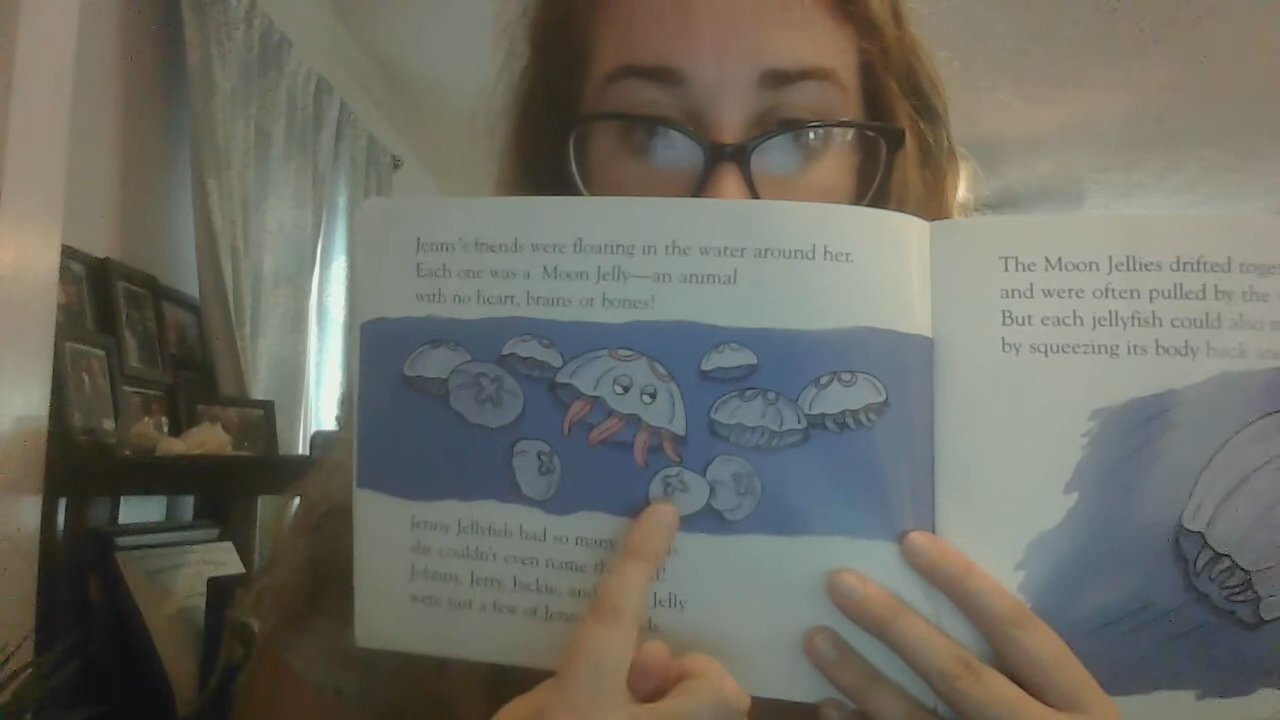 Jenny's friends were floating in the water around her.
Each one was a Moon Jelly—an animal
with no heart, brains or bones!
Jenny Jellyfish had so many
she couldn't even name
Johnny, Jerry, Jackie, and Jelly
were just a few of
The Moon Jellies drifted
and were often pulled by the
But each jellyfish could also
by squeezing its body back